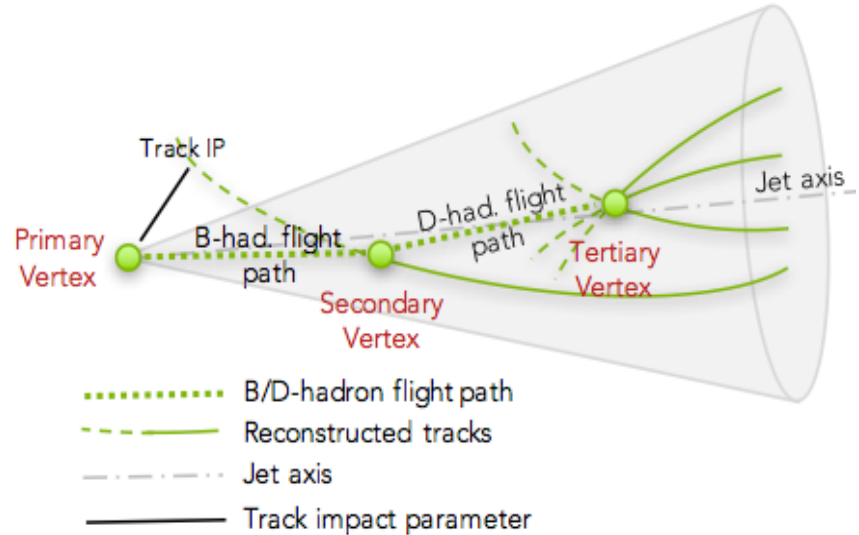 Track IP
Primary
Vertex
B-had. flight
path
D-had. flight
path
Jet axis
Secondary
Vertex
Tertiary
Vertex
B/D-hadron flight path
Reconstructed tracks
Jet axis
Track impact parameter